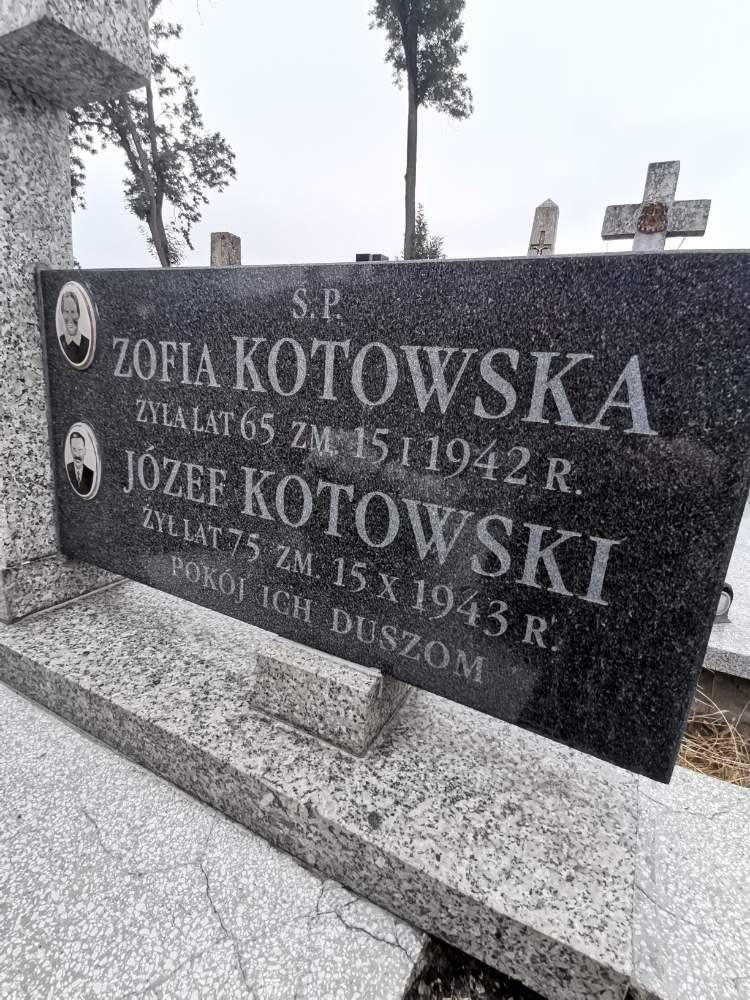 Ś.P.
ZOFIA KOTOWSKA
ŻYŁA LAT 65 ZM. 15 I 1942 R.
JÓZEF KOTOWSKI
ŻYŁ LAT 75 ZM. 15 X 1943 R.
POKÓJ ICH DUSZOM